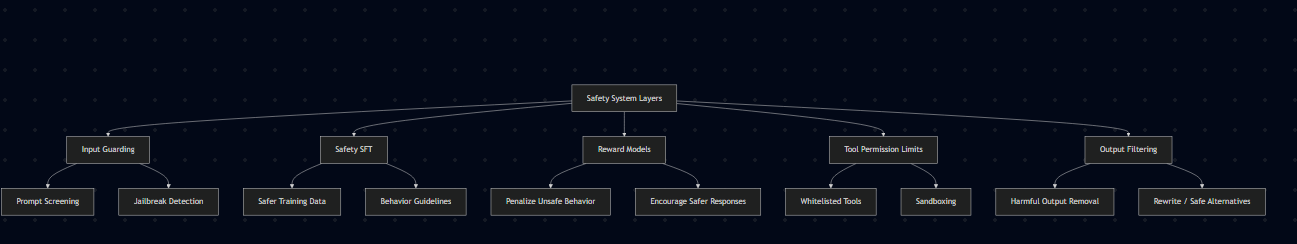 Safety System Layers
Input Guarding
Safety SFT
Reward Models
Tool Permission Limits
Output Filtering
Prompt Screening
Jailbreak Detection
Safer Training Data
Behavior Guidelines
Penalize Unsafe Behavior
Encourage Safer Responses
Whitelisted Tools
Sandboxing
Harmful Output Removal
Rewrite / Safe Alternatives